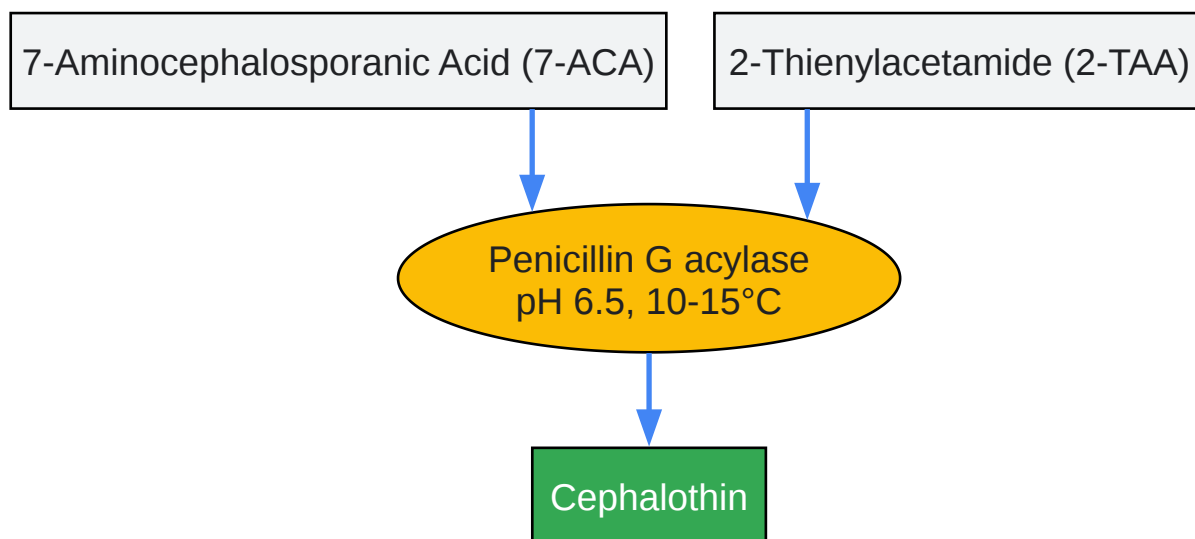 7-Aminocephalosporanic Acid (7-ACA)
2-Thienylacetamide (2-TAA)
Penicillin G acylase
pH 6.5, 10-15°C
Cephalothin